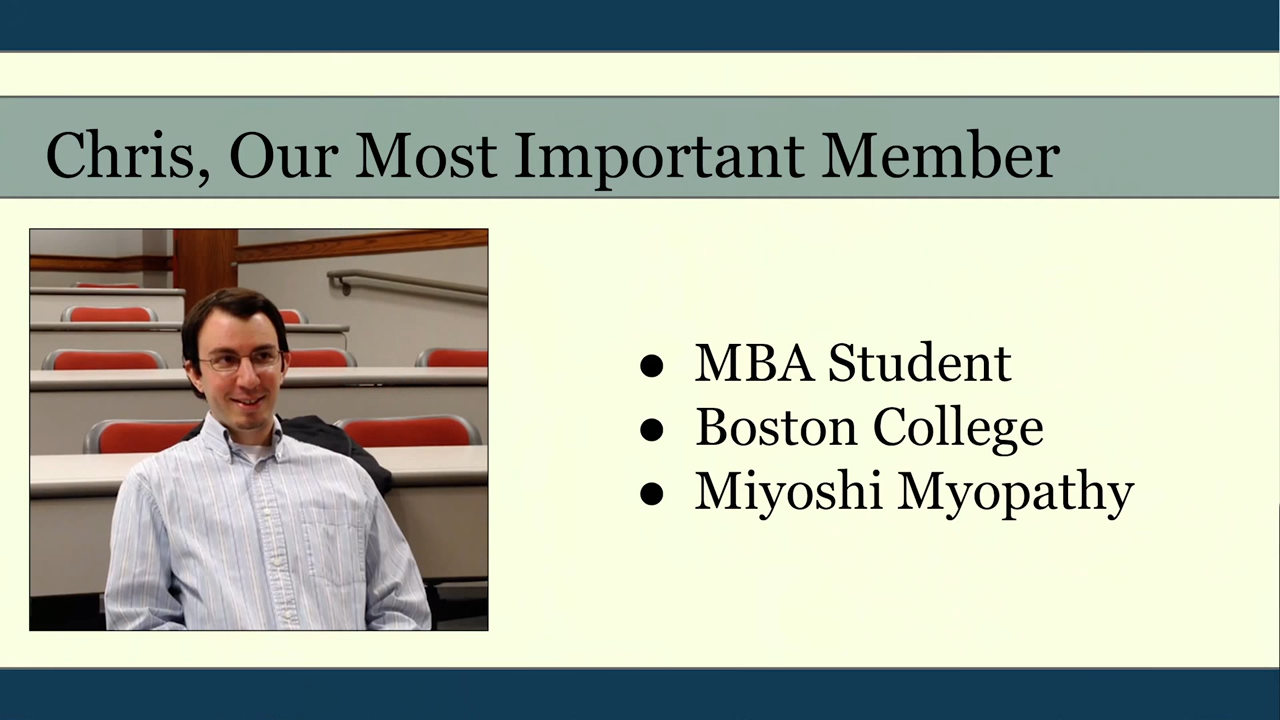 Chris, Our Most Important Member
● MBA Student
● Boston College
● Miyoshi Myopathy